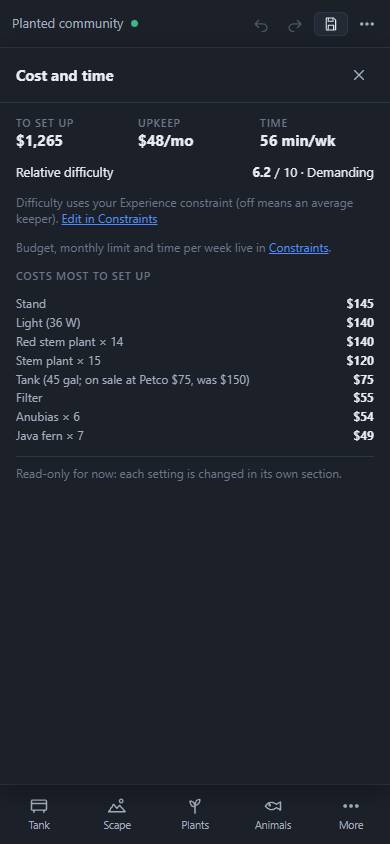 Planted community
Cost and time
TO SET UP
$1,265
UPKEEP
$48/mo
TIME
56 min/wk
Relative difficulty
6.2 / 10 · Demanding
Difficulty uses your Experience constraint (off means an average
keeper). Edit in Constraints
Budget, monthly limit and time per week live in Constraints.
COSTS MOST TO SET UP
Stand $145
Light (36 W) $140
Red stem plant × 14 $140
Stem plant × 15 $120
Tank (45 gal; on sale at Petco $75, was $150) $75
Filter $55
Anubias × 6 $54
Java fern × 7 $49
Read-only for now: each setting is changed in its own section.
Tank Scape Plants Animals More